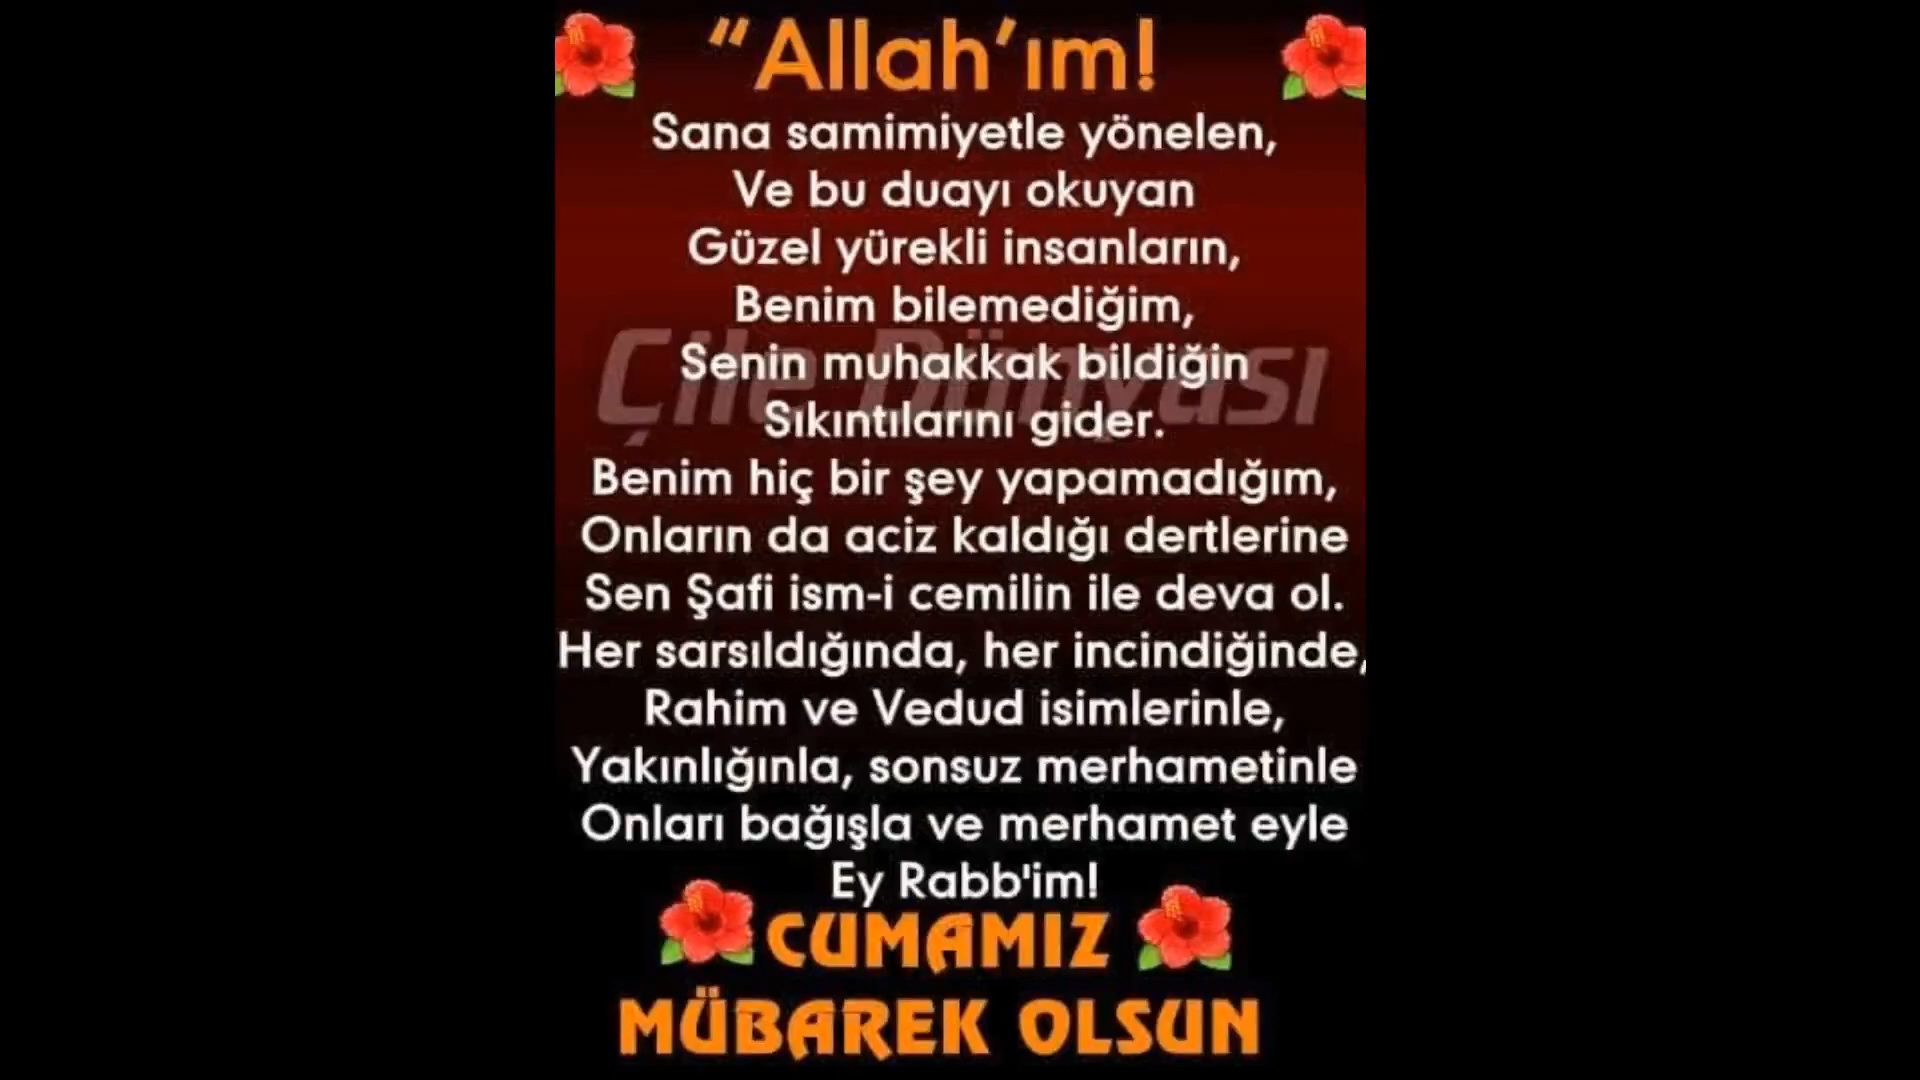 “Allah’ım!
Sana samimiyetle yönelen,
Ve bu duayı okuyan
Güzel yürekli insanların,
Benim bilemediğim,
Senin muhakkak bildiğin
Sıkıntılarını gider.
Benim hiç bir şey yapamadığım,
Onların da aciz kaldığı dertlerine
Sen Şafi ism-i cemilin ile deva ol.
Her sarsıldığında, her incindiğinde,
Rahim ve Vedud isimlerinle,
Yakınlığınla, sonsuz merhametinle
Onları bağışla ve merhamet eyle
Ey Rabb'im!
CUMAMIZ
MÜBAREK OLSUN
Çile Dünyası